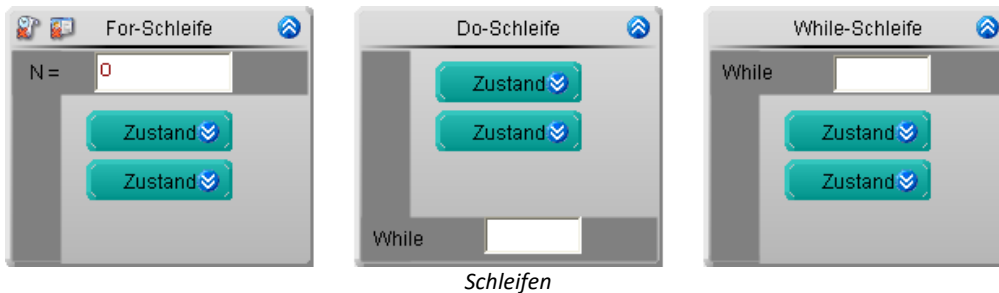 For-Schleife
N = 0
Zustand
Zustand
Do-Schleife
Zustand
Zustand
While
While-Schleife
While
Zustand
Zustand
Schleifen